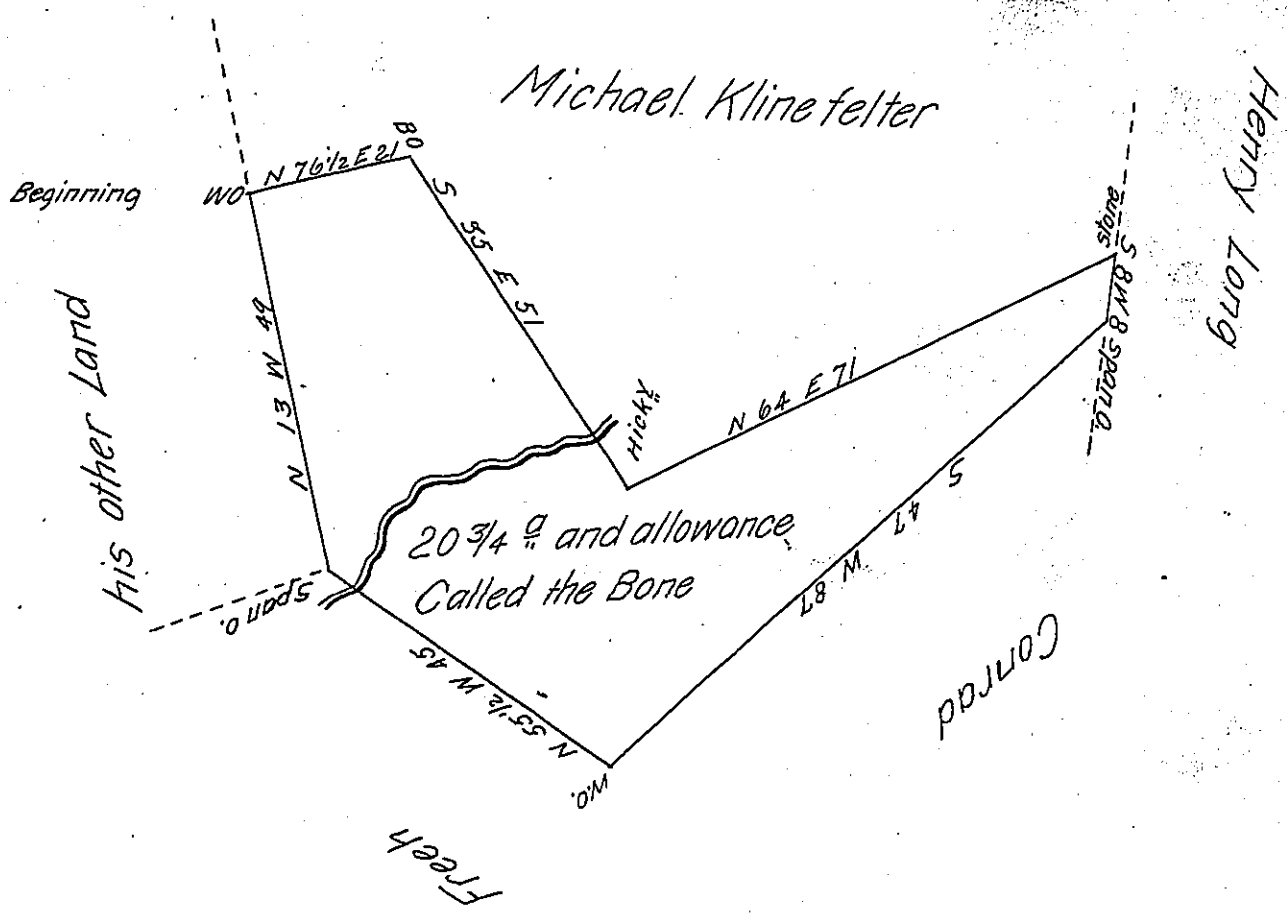 Michael Klinefelter
Henry Long
Beginning
WO
N 76 1/2 E 21
BO
S 35 E 51
Hicky
N 64 E 71
stone
S 8 W 8
span O.
S 47 W 87
Conrad
W.O.
N 55 1/2 W 45
Freeh
Span O.
N 13 W 49
his other Land
20 3/4 a and allowance
Called the Bone